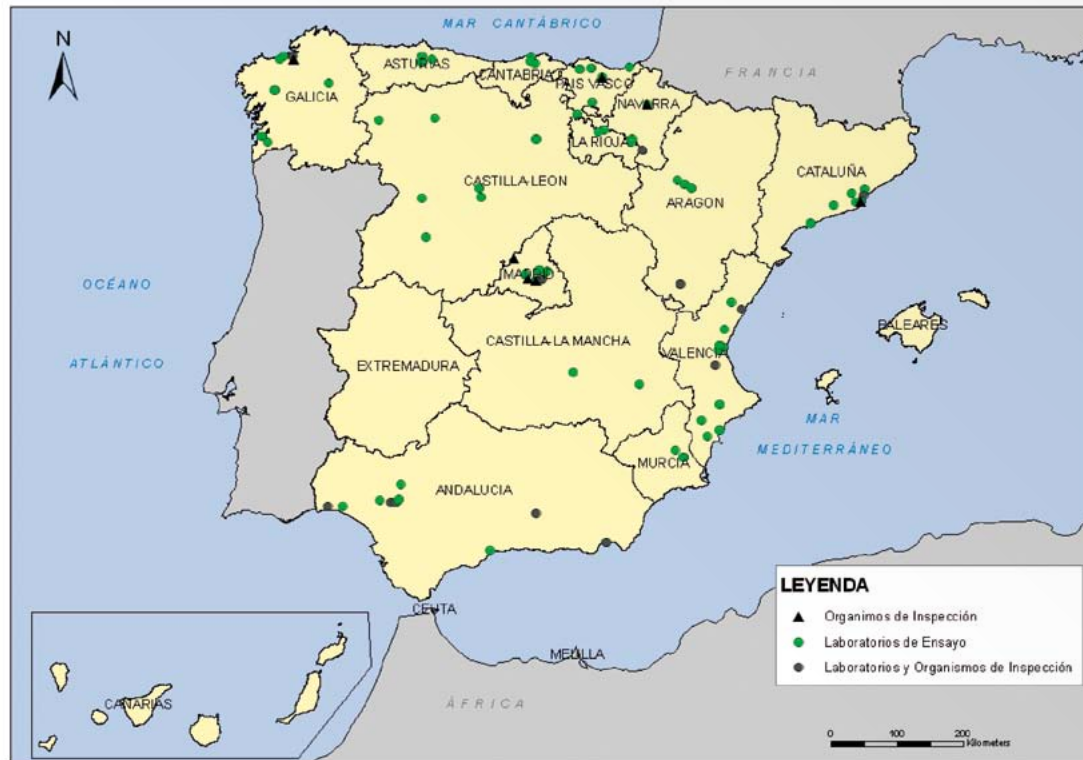 MAR CANTÁBRICO
N
FRANCIA
ASTURIAS
CANTABRIA
PAIS VASCO
GALICIA
NAVARRA
LA RIOJA
CATALUÑA
CASTILLA-LEON
ARAGON
MADRID
OCÉANO
ATLÁNTICO
BALEARES
CASTILLA-LA MANCHA
VALENCIA
EXTREMADURA
MAR
MEDITERRÁNEO
MURCIA
ANDALUCIA
LEYENDA
Organimos de Inspección
Laboratorios de Ensayo
Laboratorios y Organismos de Inspección
CEUTA
MELILLA
CANARIAS
ÁFRICA
0 100 200
Kilometers